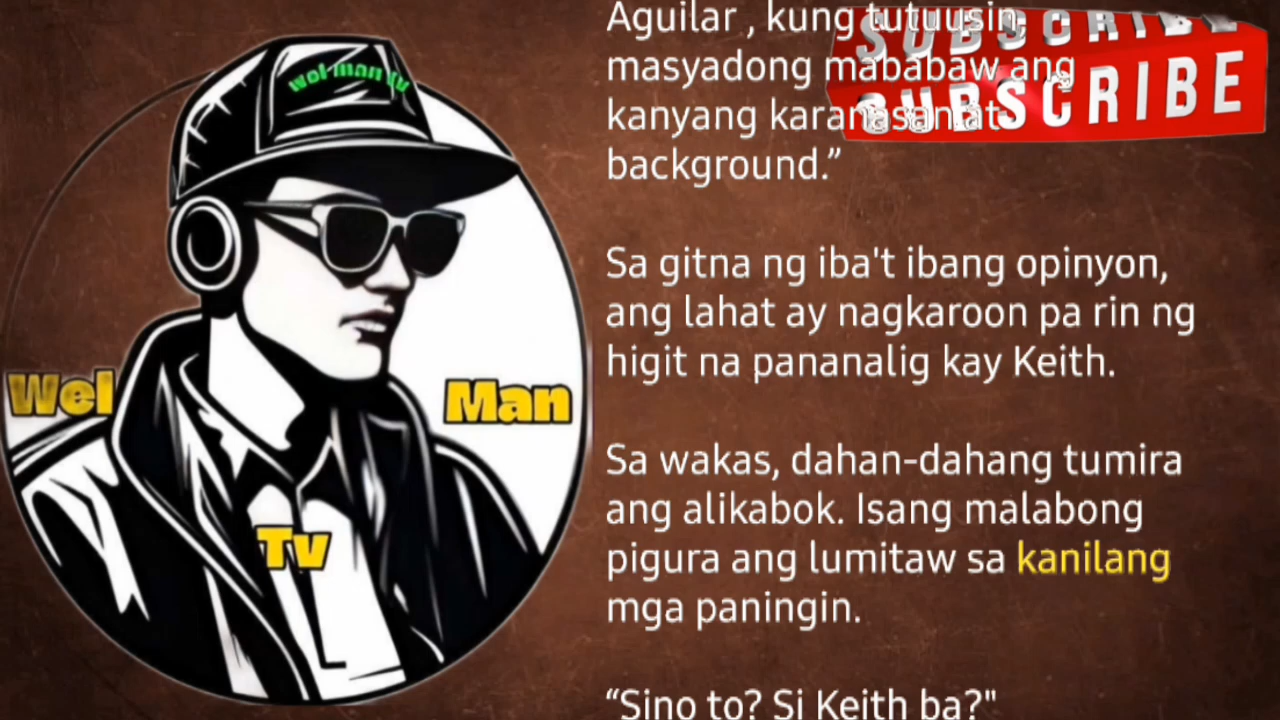 wel man tv
Wel
Man
Tv
SUBSCRIBE
SUBSCRIBE
Aguilar , kung tutuusin,
masyadong mababaw ang
kanyang karanasan at
background.”
Sa gitna ng iba't ibang opinyon,
ang lahat ay nagkaroon pa rin ng
higit na pananalig kay Keith.
Sa wakas, dahan-dahang tumira
ang alikabok. Isang malabong
pigura ang lumitaw sa kanilang
mga paningin.
“Sino to? Si Keith ba?"